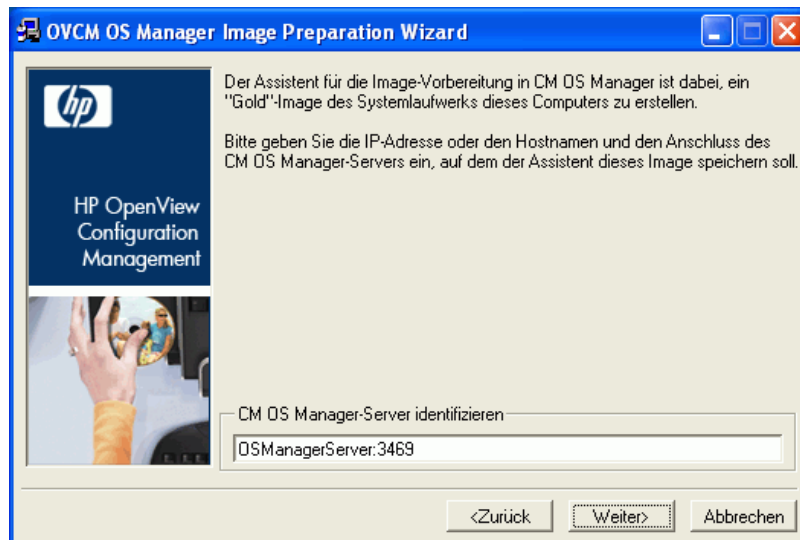 OVCM OS Manager Image Preparation Wizard
hp
HP OpenView
Configuration
Management
Der Assistent für die Image-Vorbereitung in CM OS Manager ist dabei, ein
"Gold"-Image des Systemlaufwerks dieses Computers zu erstellen.
Bitte geben Sie die IP-Adresse oder den Hostnamen und den Anschluss des
CM OS Manager-Servers ein, auf dem der Assistent dieses Image speichern soll.
CM OS Manager-Server identifizieren
OSManagerServer:3469
<Zurück Weiter> Abbrechen